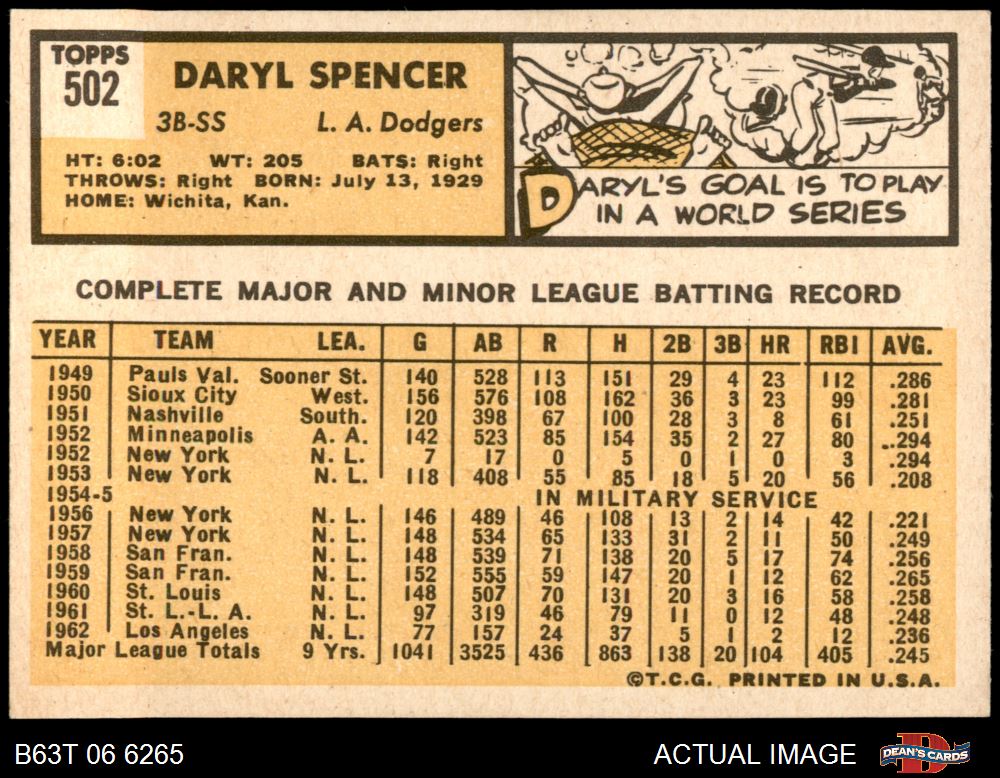 TOPPS
502
DARYL SPENCER
3B-SS L. A. Dodgers
HT: 6:02 WT: 205 BATS: Right
THROWS: Right BORN: July 13, 1929
HOME: Wichita, Kan.
DARYL'S GOAL IS TO PLAY
IN A WORLD SERIES
COMPLETE MAJOR AND MINOR LEAGUE BATTING RECORD
YEAR TEAM LEA. G AB R H 2B 3B HR RBI AVG.
1949 Pauls Val. Sooner St. 140 528 113 151 29 4 23 112 .286
1950 Sioux City West. 156 576 108 162 36 3 23 99 .281
1951 Nashville South. 120 398 67 100 28 3 8 61 .251
1952 Minneapolis A. A. 142 523 85 154 35 2 27 80 .294
1952 New York N. L. 7 17 0 5 0 1 0 3 .294
1953 New York N. L. 118 408 55 85 18 5 20 56 .208
1954-5 IN MILITARY SERVICE
1956 New York N. L. 146 489 46 108 13 2 14 42 .221
1957 New York N. L. 148 534 65 133 31 2 11 50 .249
1958 San Fran. N. L. 148 539 71 138 20 5 17 74 .256
1959 San Fran. N. L. 152 555 59 147 20 1 12 62 .265
1960 St. Louis N. L. 148 507 70 131 20 3 16 58 .258
1961 St. L.-L. A. N. L. 97 319 46 79 11 0 12 48 .248
1962 Los Angeles N. L. 77 157 24 37 5 1 2 12 .236
Major League Totals 9 Yrs. 1041 3525 436 863 138 20 104 405 .245
©T.C.G. PRINTED IN U.S.A.
B63T 06 6265 ACTUAL IMAGE DEAN'S CARDS